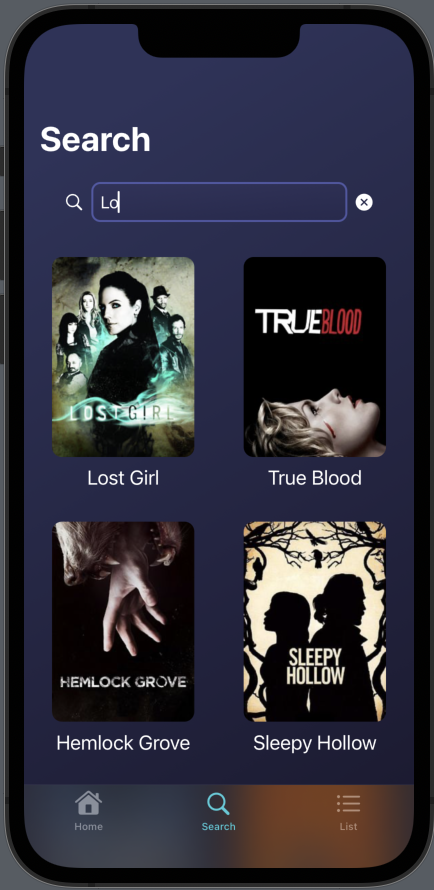 Search
Lo
LOST GIRL
TRUEBLOOD
Lost Girl
True Blood
HEMLOCK GROVE
SLEEPY
HOLLOW
Hemlock Grove
Sleepy Hollow
Home
Search
List